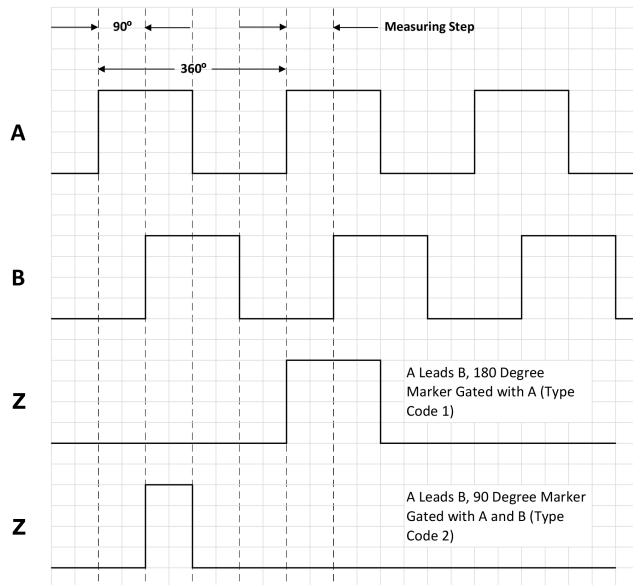 90º
Measuring Step
360º
A
B
Z
A Leads B, 180 Degree
Marker Gated with A (Type
Code 1)
Z
A Leads B, 90 Degree Marker
Gated with A and B (Type
Code 2)